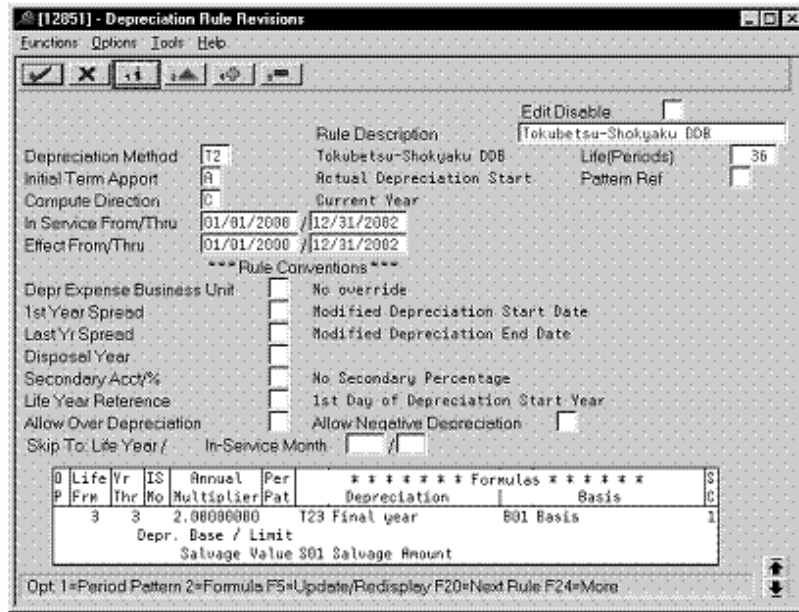 [12851] - Depreciation Rule Revisions
Functions Options Tools Help
Edit Disable
Rule Description Tokubetsu-Shokyaku DDB
Depreciation Method T2 Tokubetsu-Shokyaku DDB Life(Periods) 36
Initial Term Apport A Actual Depreciation Start Pattern Ref
Compute Direction C Current Year
In Service From/Thru 01/01/2000 / 12/31/2002
Effect From/Thru 01/01/2000 / 12/31/2002
***Rule Conventions***
Depr Expense Business Unit No override
1st Year Spread Modified Depreciation Start Date
Last Yr Spread Modified Depreciation End Date
Disposal Year
Secondary Acct/% No Secondary Percentage
Life Year Reference 1st Day of Depreciation Start Year
Allow Over Depreciation Allow Negative Depreciation
Skip To: Life Year / In-Service Month /
O Life Yr IS Annual Per * * * * * * * Formulas * * * * * * S
P Frm Thr Mo Multiplier Pat Depreciation Basis C
3 3 2.00000000 T23 Final year B01 Basis 1
Depr. Base / Limit
Salvage Value S01 Salvage Amount
Opt: 1=Period Pattern 2=Formula F5=Update/Redisplay F20=Next Rule F24=More